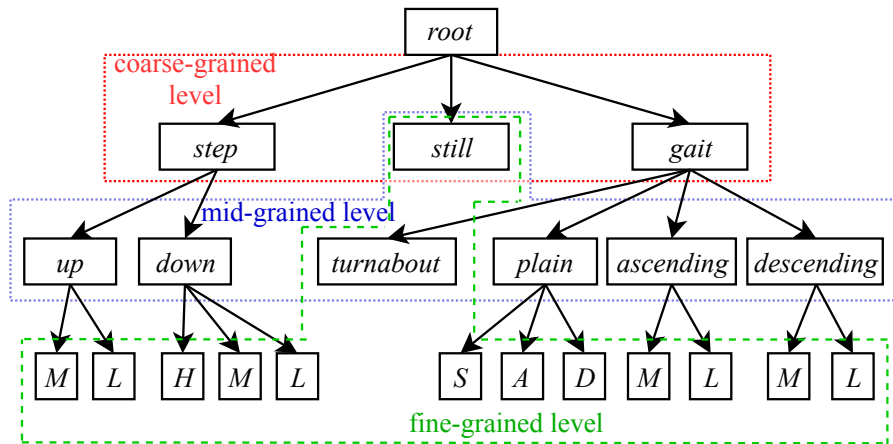 root
coarse-grained
level
step
still
gait
mid-grained level
up
down
turnabout
plain
ascending
descending
M
L
H
M
L
S
A
D
M
L
M
L
fine-grained level